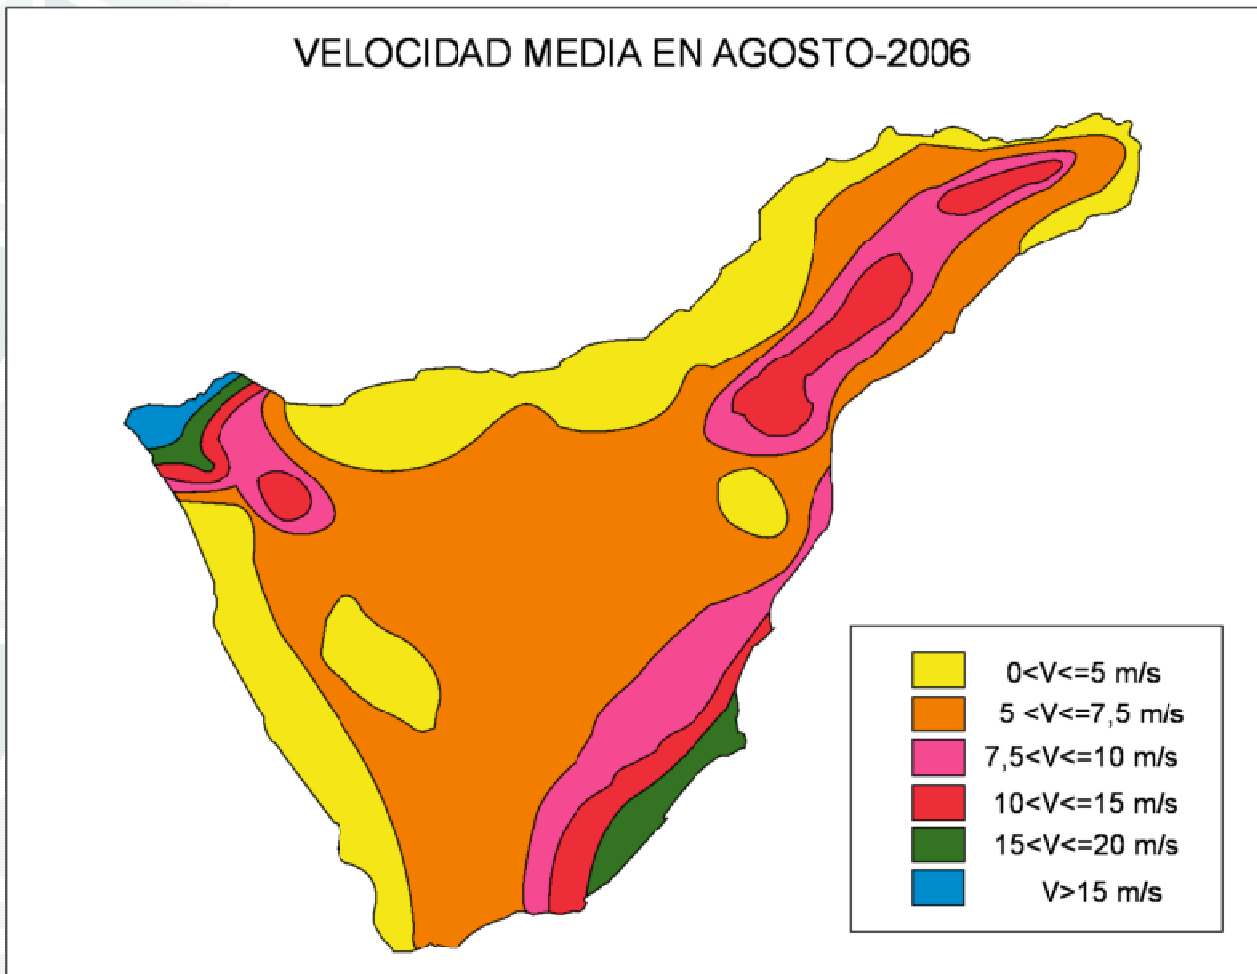 VELOCIDAD MEDIA EN AGOSTO-2006
0<V<=5 m/s
5 <V<=7,5 m/s
7,5<V<=10 m/s
10<V<=15 m/s
15<V<=20 m/s
V>15 m/s